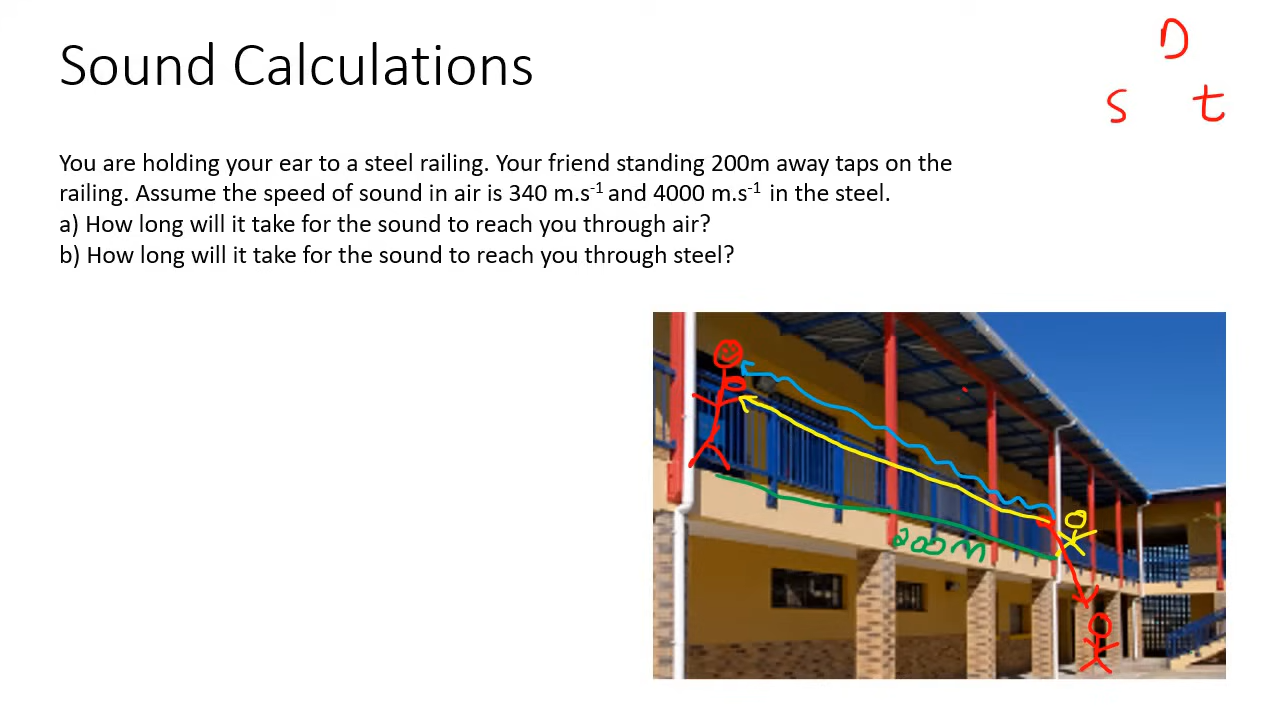 Sound Calculations
D
s t
You are holding your ear to a steel railing. Your friend standing 200m away taps on the
railing. Assume the speed of sound in air is 340 m.s⁻¹ and 4000 m.s⁻¹ in the steel.
a) How long will it take for the sound to reach you through air?
b) How long will it take for the sound to reach you through steel?
200m